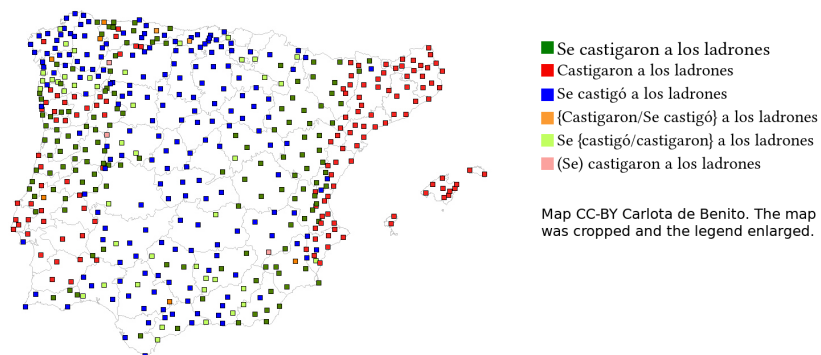 Se castigaron a los ladrones
Castigaron a los ladrones
Se castigó a los ladrones
{Castigaron/Se castigó} a los ladrones
Se {castigó/castigaron} a los ladrones
(Se) castigaron a los ladrones
Map CC-BY Carlota de Benito. The map
was cropped and the legend enlarged.